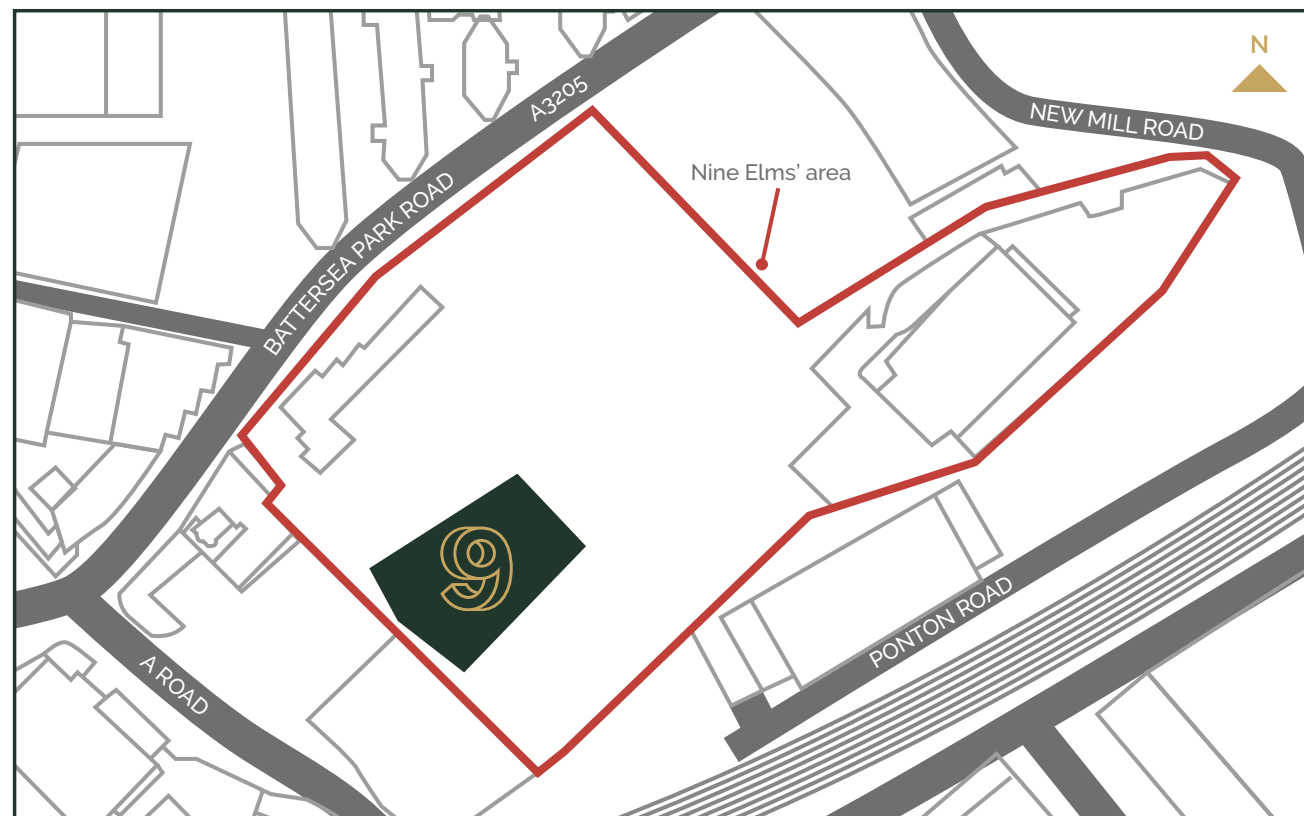 N
A3205
NEW MILL ROAD
Nine Elms' area
BATTERSEA PARK ROAD
9
PONTON ROAD
A ROAD